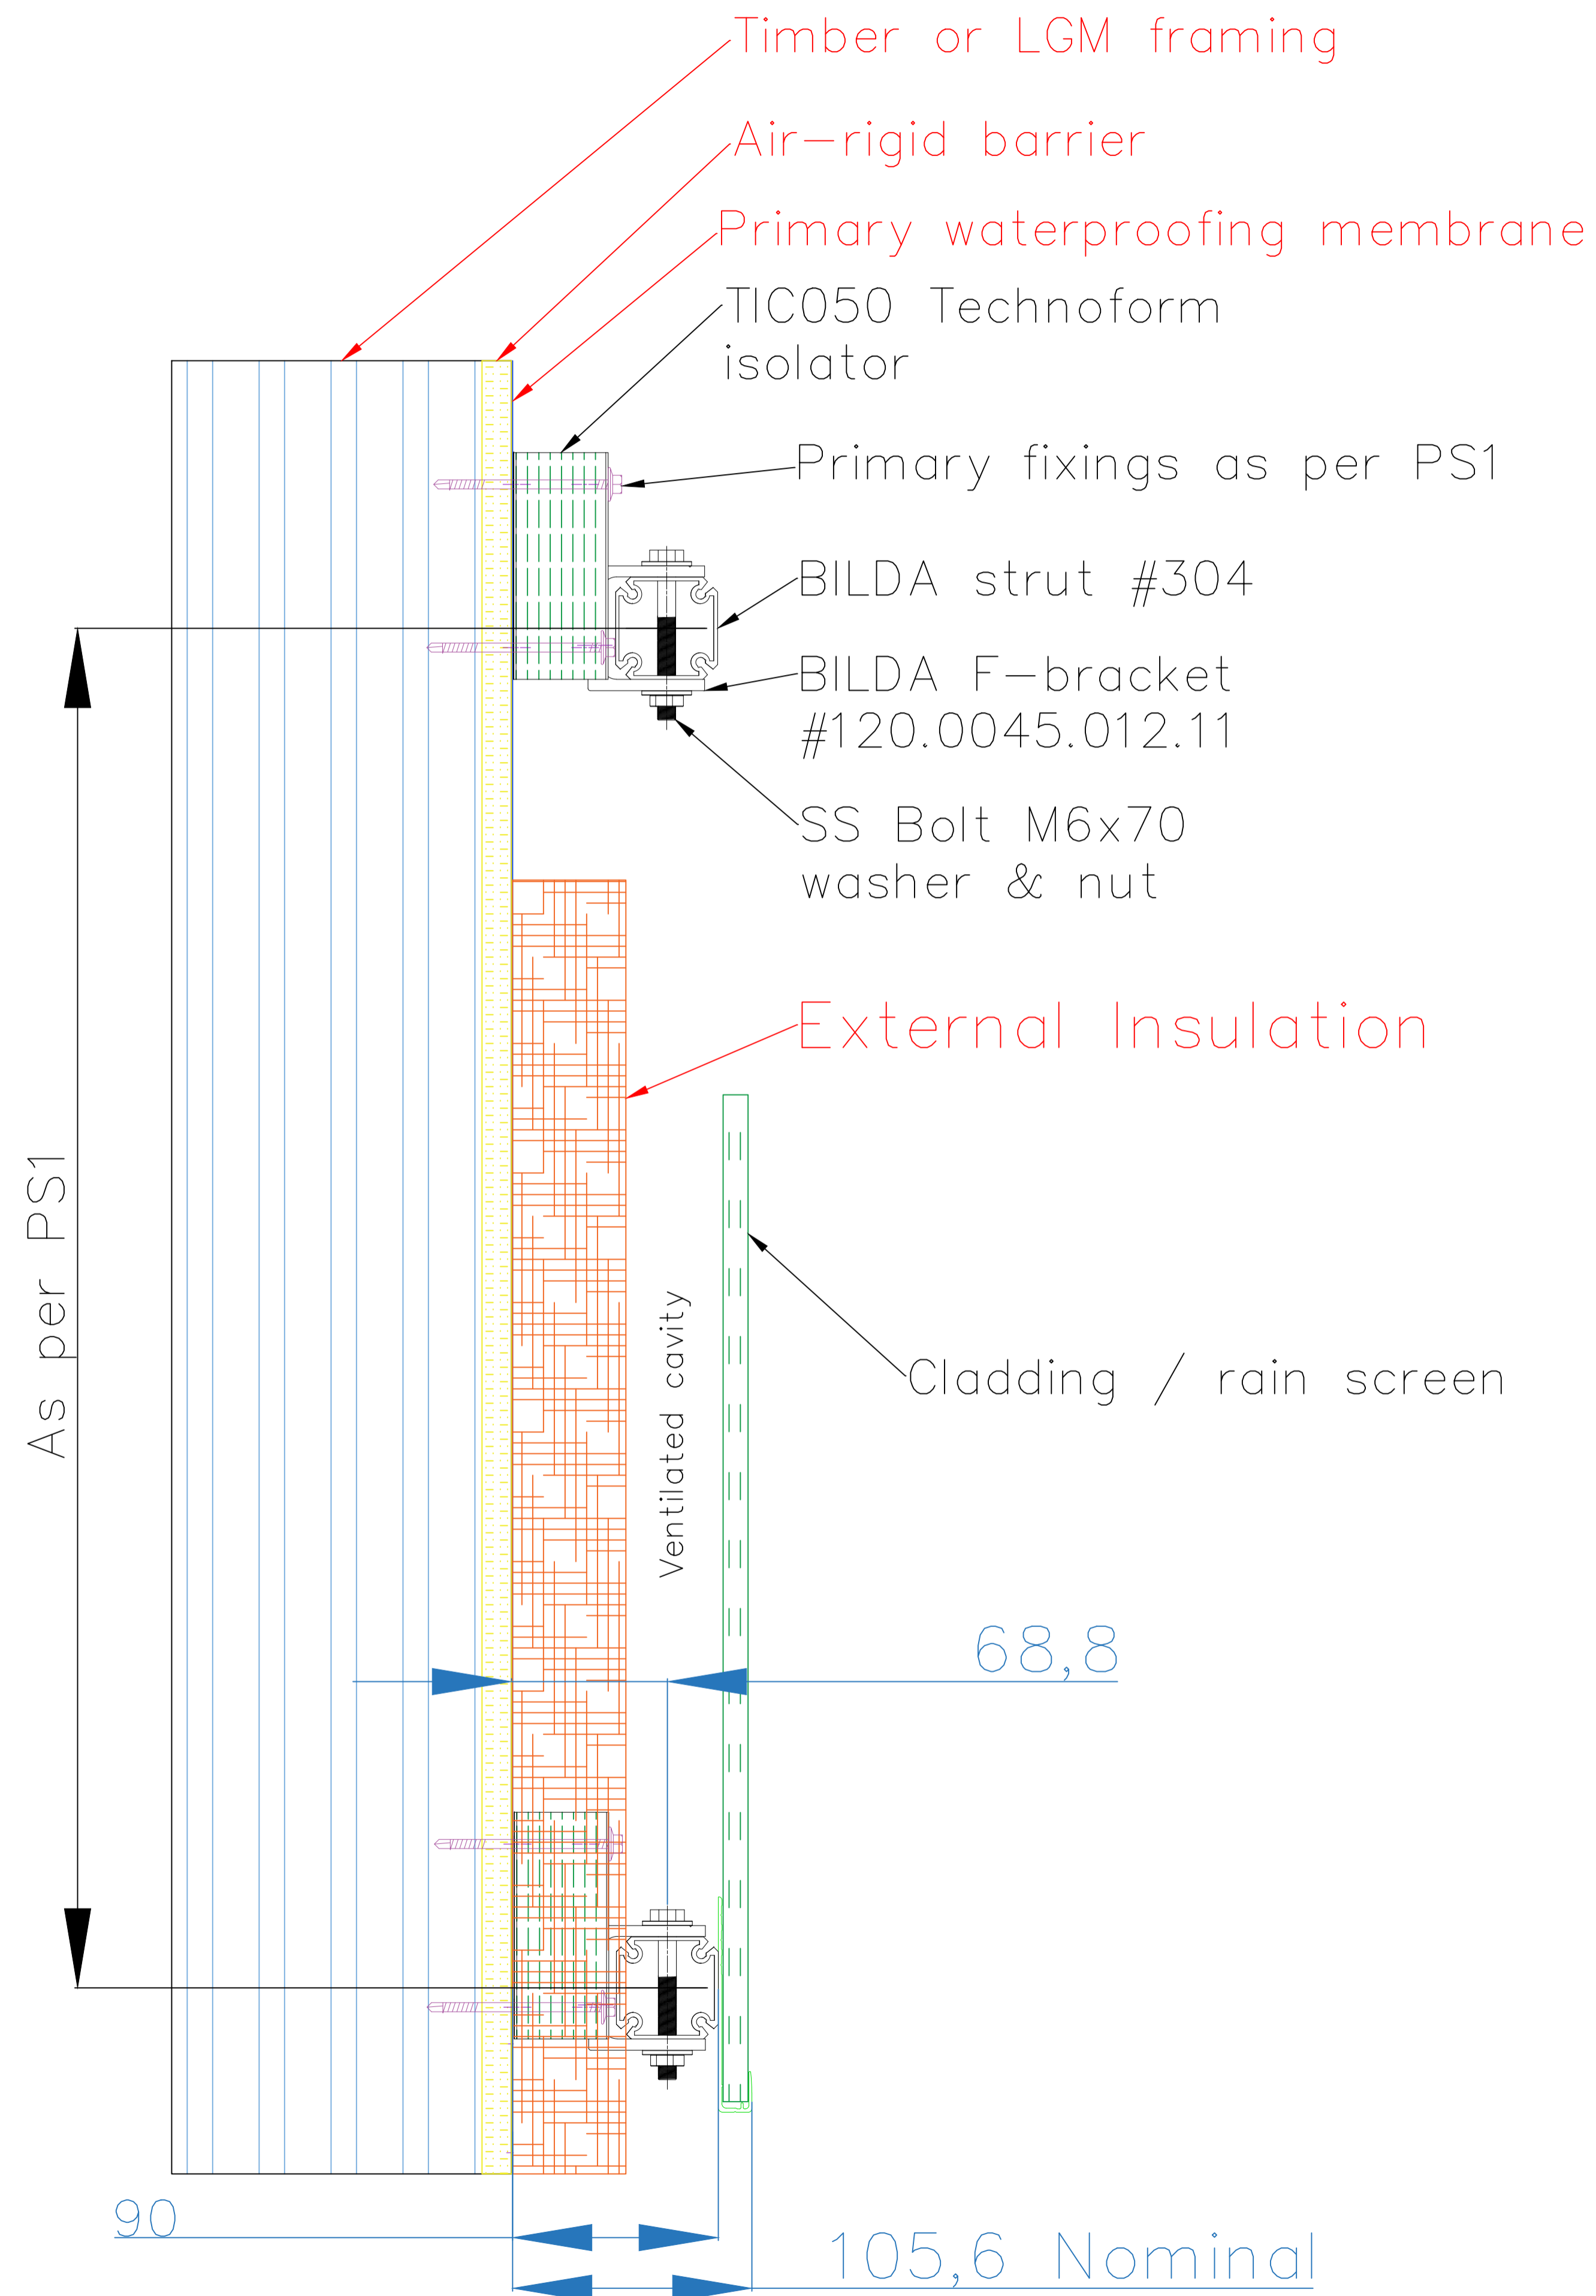 Timber or LGM framing
Air-rigid barrier
Primary waterproofing membrane
TIC050 Technoform
isolator
Primary fixings as per PS1
BILDA strut #304
BILDA F-bracket
#120.0045.012.11
SS Bolt M6x70
washer & nut
External Insulation
As per PS1
Ventilated cavity
Cladding / rain screen
68,8
90
105,6 Nominal